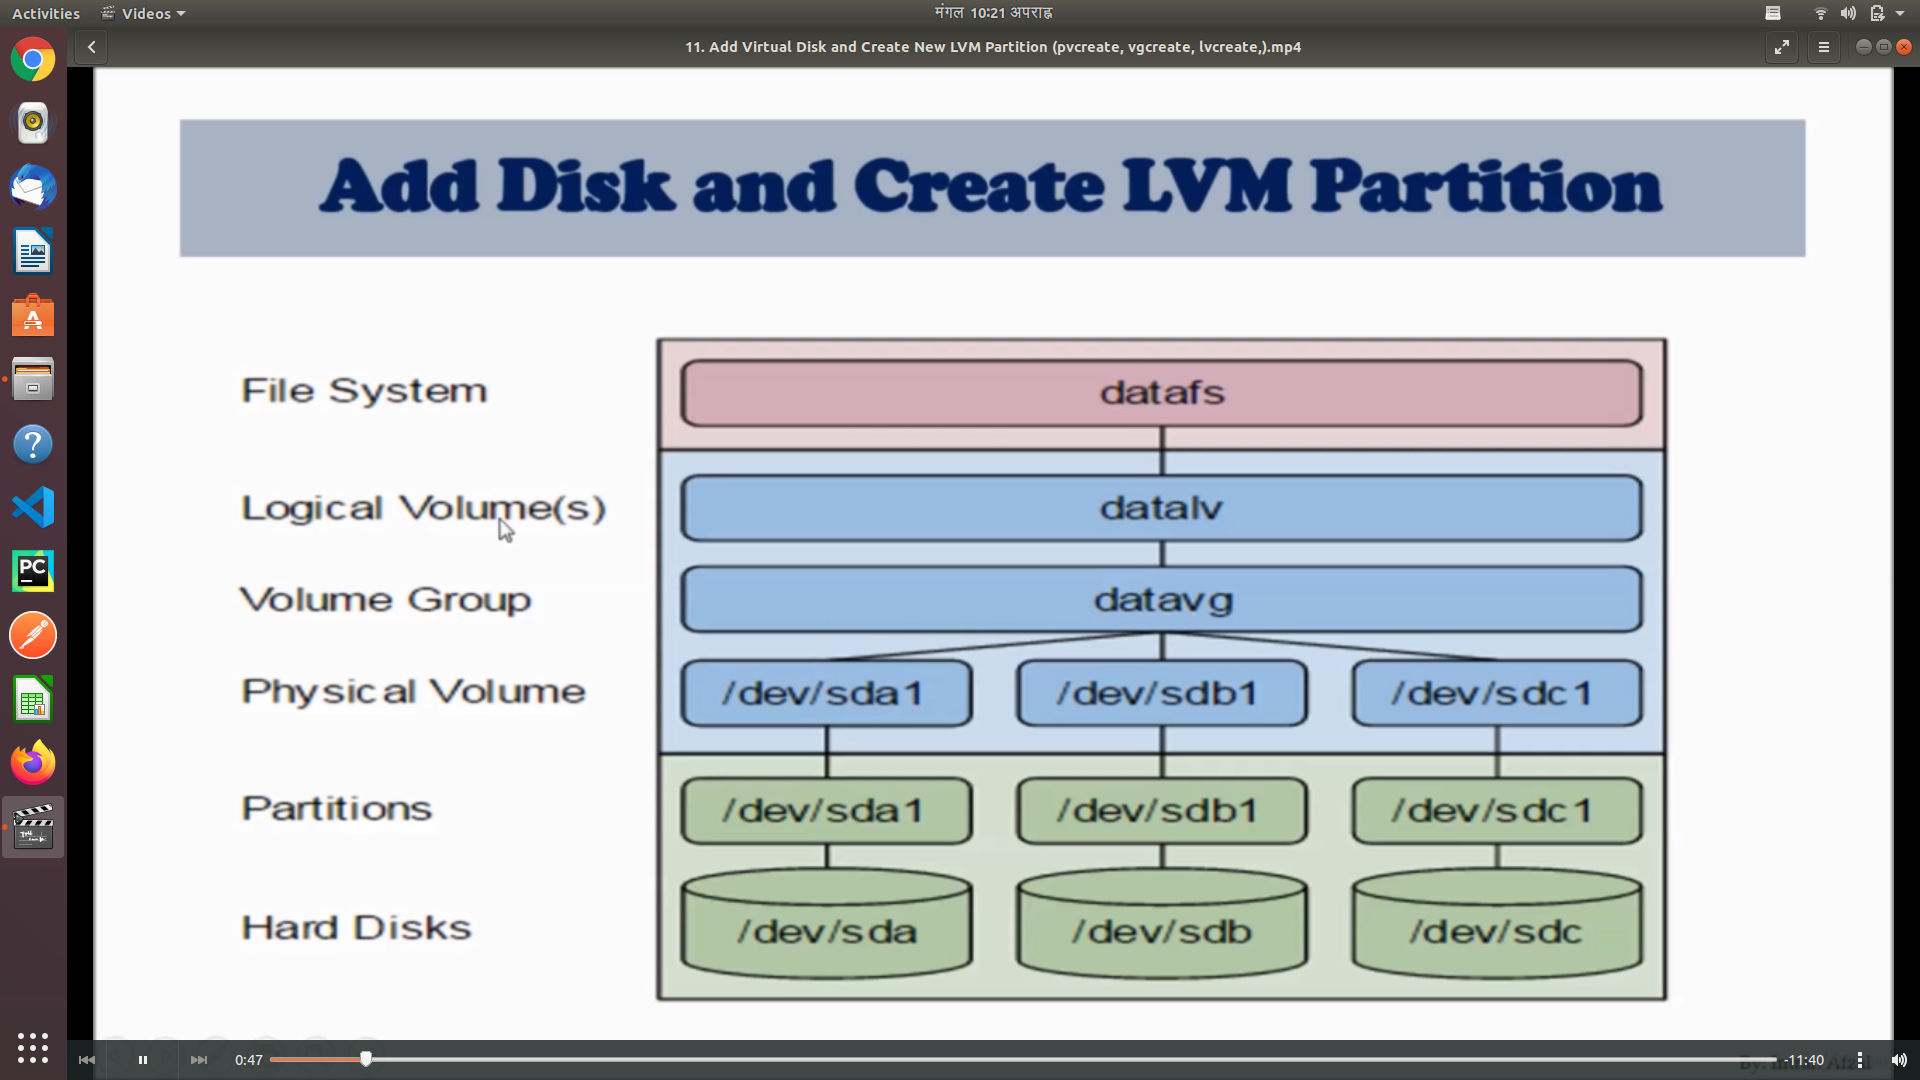 Activities Videos मंगल 10:21 अपराह्न
11. Add Virtual Disk and Create New LVM Partition (pvcreate, vgcreate, lvcreate,).mp4
Add Disk and Create LVM Partition
File System datafs
Logical Volume(s) datalv
Volume Group datavg
Physical Volume /dev/sda1 /dev/sdb1 /dev/sdc1
Partitions /dev/sda1 /dev/sdb1 /dev/sdc1
Hard Disks /dev/sda /dev/sdb /dev/sdc
PC
0:47 -11:40
By: